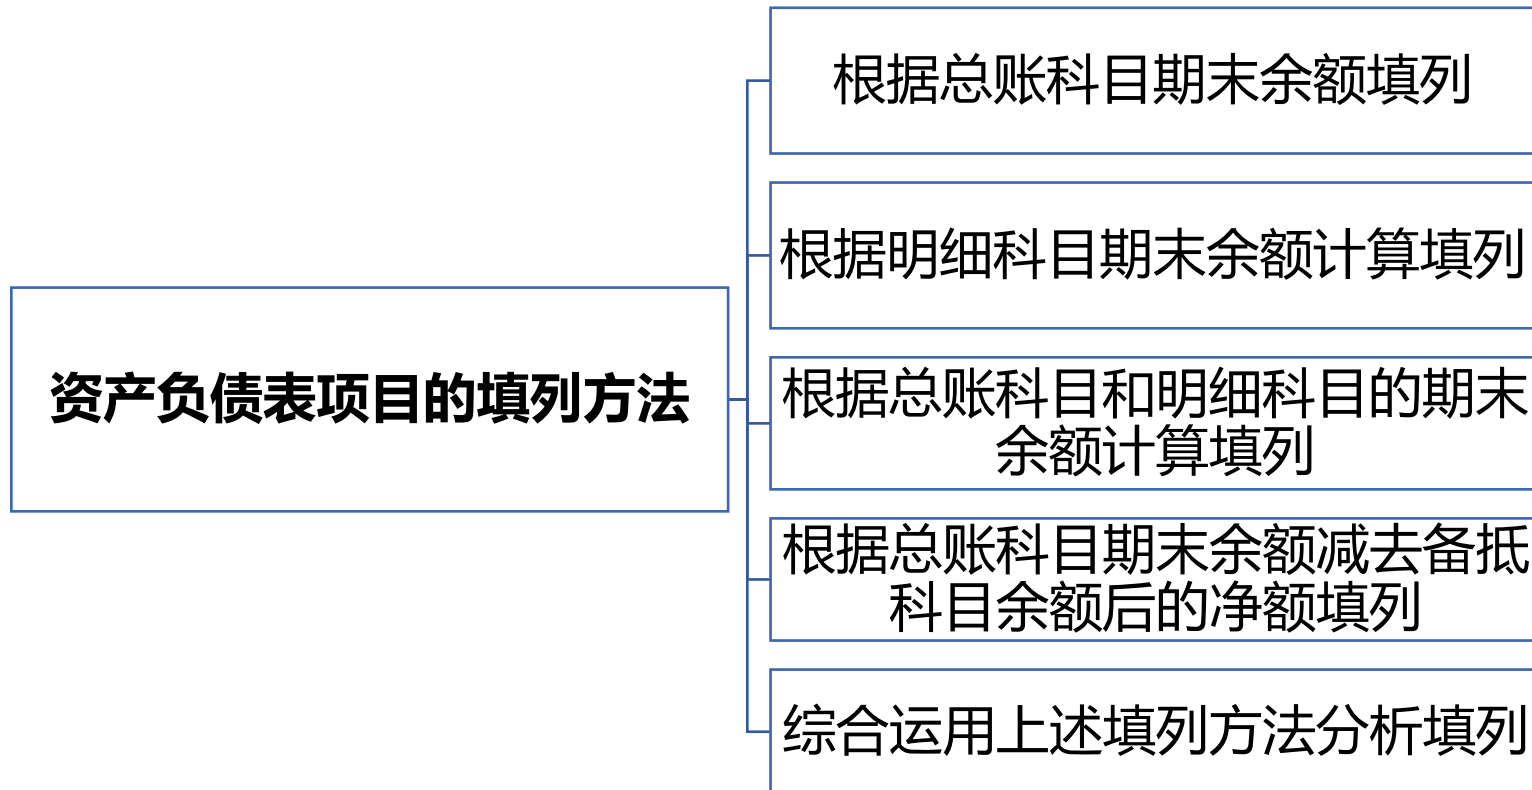 资产负债表项目的填列方法
根据总账科目期末余额填列
根据明细科目期末余额计算填列
根据总账科目和明细科目的期末
余额计算填列
根据总账科目期末余额减去备抵
科目余额后的净额填列
综合运用上述填列方法分析填列